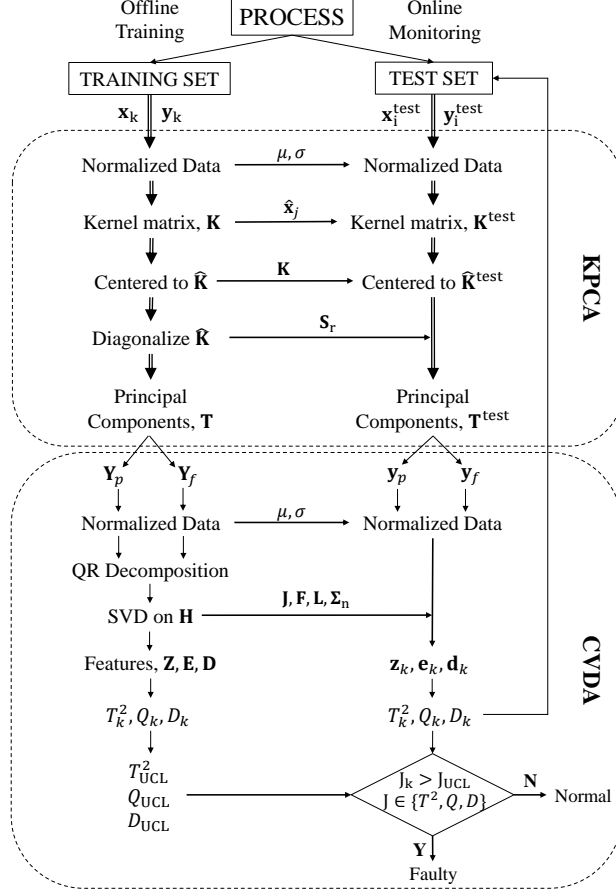 Offline
Training
PROCESS
Online
Monitoring
TRAINING SET
TEST SET
x_k y_k
x_i^test y_i^test
Normalized Data
μ, σ
Normalized Data
Kernel matrix, K
x̂_j
Kernel matrix, K^test
Centered to K̂
K
Centered to K̂^test
Diagonalize K̂
S_r
KPCA
Principal
Components, T
Principal
Components, T^test
Y_p Y_f
y_p y_f
Normalized Data
μ, σ
Normalized Data
QR Decomposition
SVD on H
J, F, L, Σ_n
Features, Z, E, D
z_k, e_k, d_k
CVDA
T_k^2, Q_k, D_k
T_k^2, Q_k, D_k
T_UCL^2
Q_UCL
D_UCL
J_k > J_UCL
J ∈ {T^2, Q, D}
N
Normal
Y
Faulty